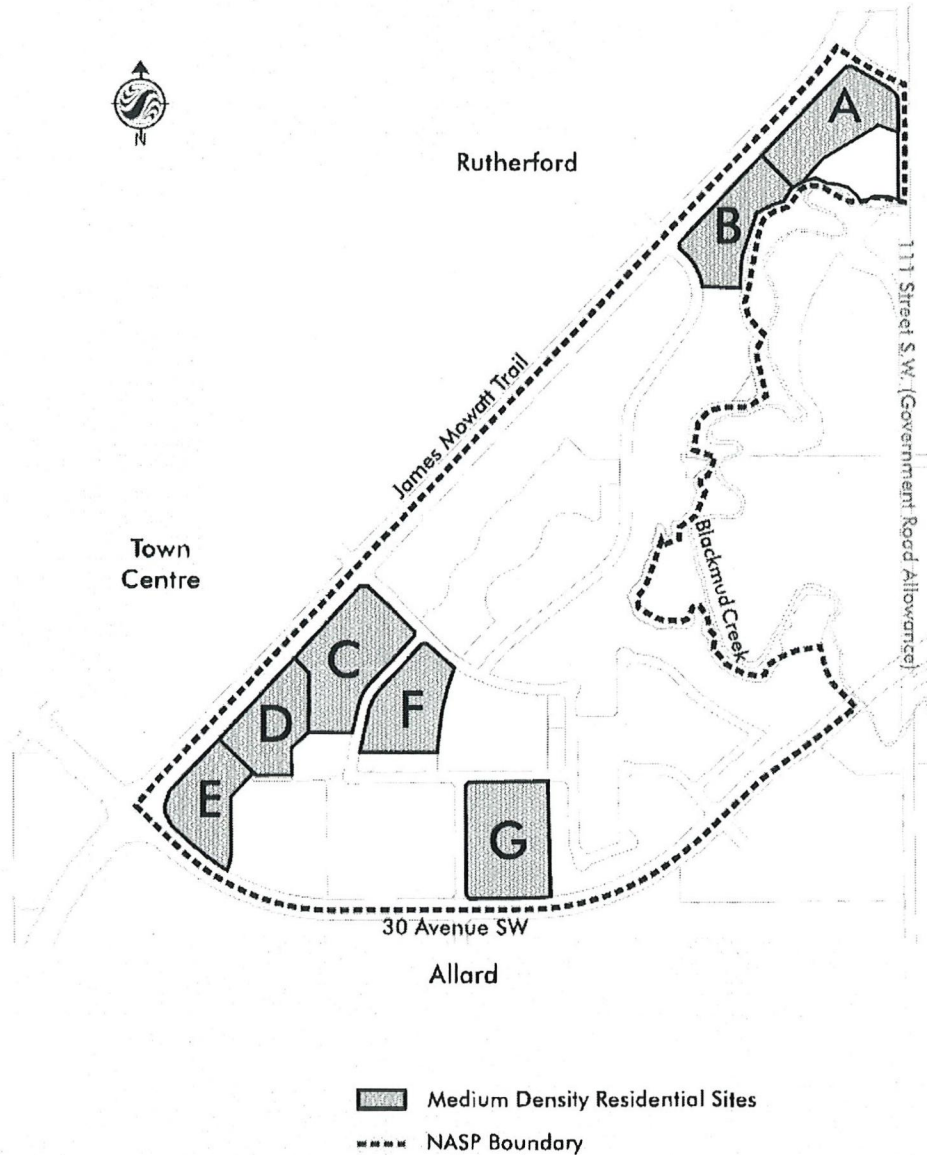 N
A
Rutherford
B
111 Street S.W. (Government Road Allowance)
James Mowatt Trail
Town
Centre
Blackmud Creek
C
F
D
E
G
30 Avenue SW
Allard
Medium Density Residential Sites
NASP Boundary